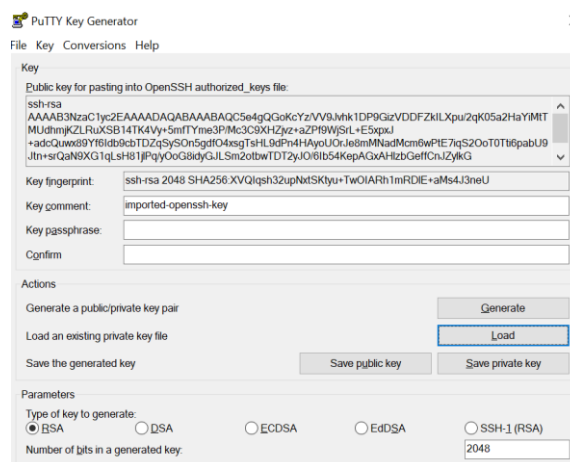 PuTTY Key Generator
File Key Conversions Help
Key
Public key for pasting into OpenSSH authorized_keys file:
ssh-rsa
AAAAB3NzaC1yc2EAAAADAQABAAABAQC5e4gQGoKcYz/VV9Jvhk1DP9GizVDDFZkILXpu/2qK05a2HaYiMtT
MUdhmjKZLRuXSB14TK4Vy+5mfTYme3P/Mc3C9XHZjvz+aZPf9WjSrL+E5xpxJ
+adcQuwx89Yf6Idb9cbTDZqSySOn5gdfO4xsgTsHL9dPn4HAyoUOrJe8mMNadMcm6wPtE7iqS2OoT0Tti6pabU9
Jtn+srQaN9XG1qLsH81jlPq/yOoG8idyGJLSm2otbwTDT2yJO/6Ib54KepAGxAHlzbGeffCnJZylkG
Key fingerprint: ssh-rsa 2048 SHA256:XVQlqsh32upNxtSKtyu+TwOIARh1mRDlE+aMs4J3neU
Key comment: imported-openssh-key
Key passphrase:
Confirm
Actions
Generate a public/private key pair Generate
Load an existing private key file Load
Save the generated key Save public key Save private key
Parameters
Type of key to generate:
RSA DSA ECDSA EdDSA SSH-1 (RSA)
Number of bits in a generated key: 2048